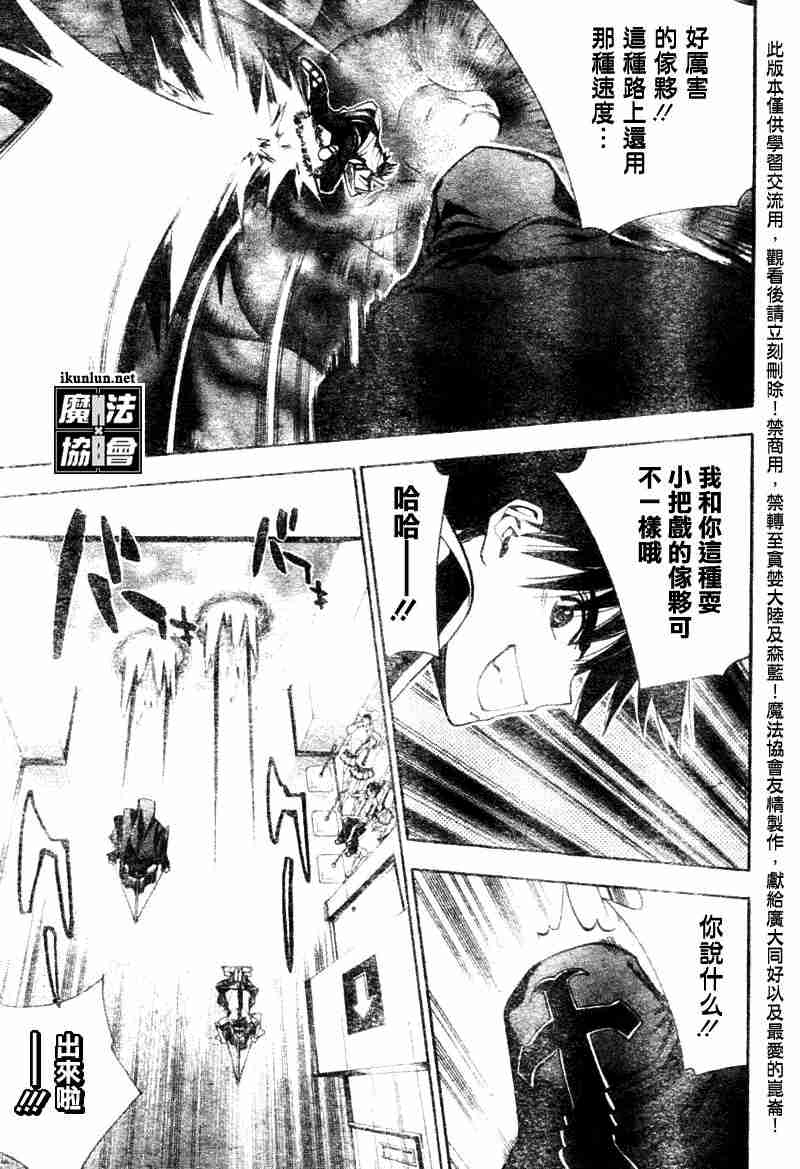 好厲害
的傢夥!!
這種路上還用
那種速度…
我和你這種耍
小把戲的傢夥可
不一樣哦
哈哈──!!
你說什么!!
出來啦
──!!!
ikunlun.net
魔法
協會
此版本僅供學習交流用，觀看後請立刻刪除！禁商用，禁轉至貪婪大陸及森藍！魔法協會友情製作，獻給廣大同好以及最愛的崑崙！